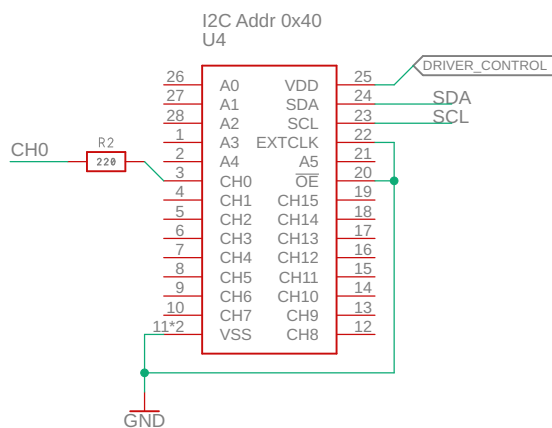 I2C Addr 0x40
U4
26 A0 VDD 25 DRIVER_CONTROL
27 A1 SDA 24 SDA
28 A2 SCL 23 SCL
1 A3 EXTCLK 22
2 A4 A5 21
CH0 R2 220 3 CH0 OE 20
4 CH1 CH15 19
5 CH2 CH14 18
6 CH3 CH13 17
7 CH4 CH12 16
8 CH5 CH11 15
9 CH6 CH10 14
10 CH7 CH9 13
11*2 VSS CH8 12
GND